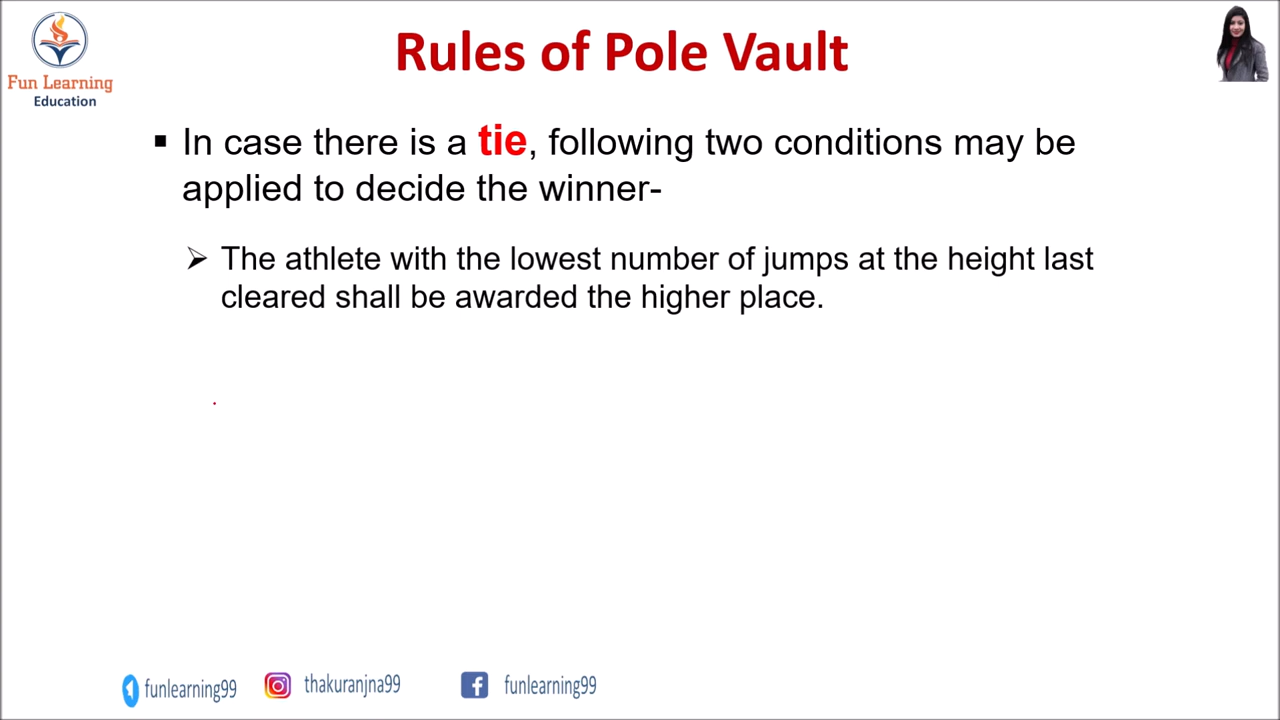 Rules of Pole Vault
Fun Learning
Education
▪ In case there is a tie, following two conditions may be
applied to decide the winner-
➢ The athlete with the lowest number of jumps at the height last
cleared shall be awarded the higher place.
funlearning99
thakuranjna99
funlearning99